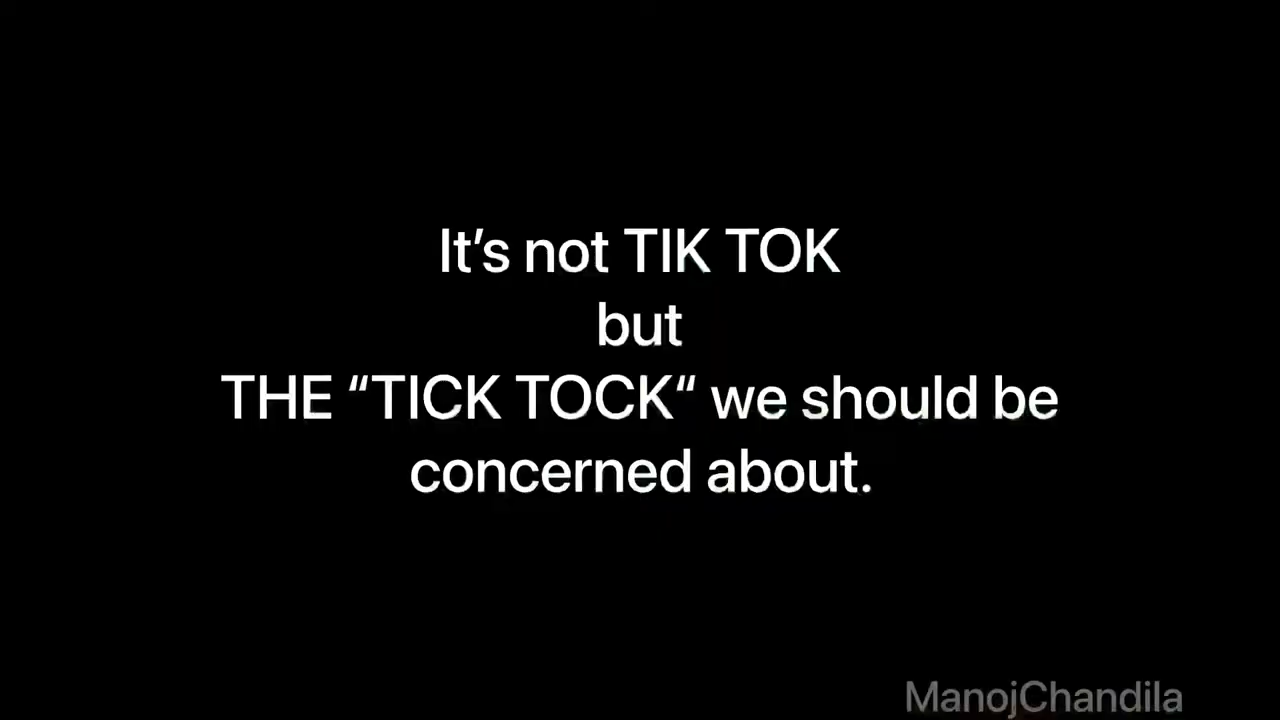 It’s not TIK TOK
but
THE “TICK TOCK“ we should be
concerned about.
ManojChandila